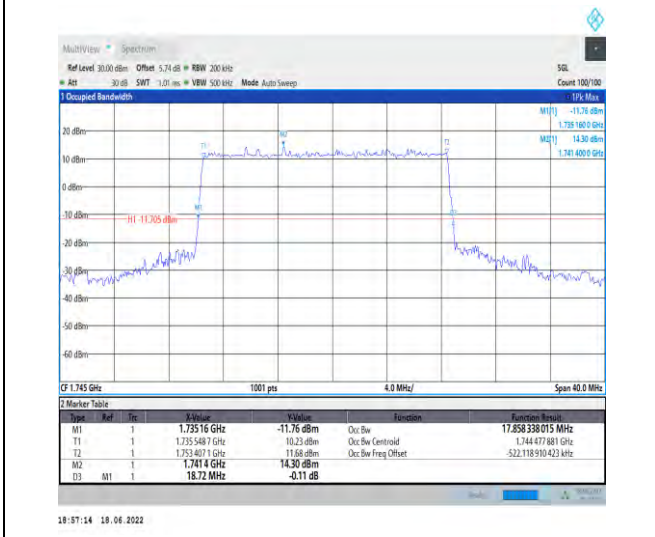 MultiView Spectrum
Ref Level 30.00 dBm Offset 5.74 dB RBW 200 kHz SGL
Att 30 dB SWT 1.01 ms VBW 500 kHz Mode Auto Sweep Count 100/100
1 Occupied Bandwidth 1Pk Max
M1[1] -11.76 dBm
1.735 160 0 GHz
20 dBm M2[1] 14.30 dBm
1.741 400 0 GHz
M2
T1 T2
10 dBm
0 dBm
M1
-10 dBm
H1 -11.705 dBm
-20 dBm
-30 dBm
-40 dBm
-50 dBm
-60 dBm
CF 1.745 GHz 1001 pts 4.0 MHz/ Span 40.0 MHz
2 Marker Table
Type Ref Trc X-Value Y-Value Function Function Result
M1 1 1.73516 GHz -11.76 dBm Occ Bw 17.858 338 015 MHz
T1 1 1.735 548 7 GHz 10.23 dBm Occ Bw Centroid 1.744 477 881 GHz
T2 1 1.753 407 1 GHz 11.68 dBm Occ Bw Freq Offset -522.118 910 423 kHz
M2 1 1.7414 GHz 14.30 dBm
D3 M1 1 18.72 MHz -0.11 dB
18:57:14 18.06.2022